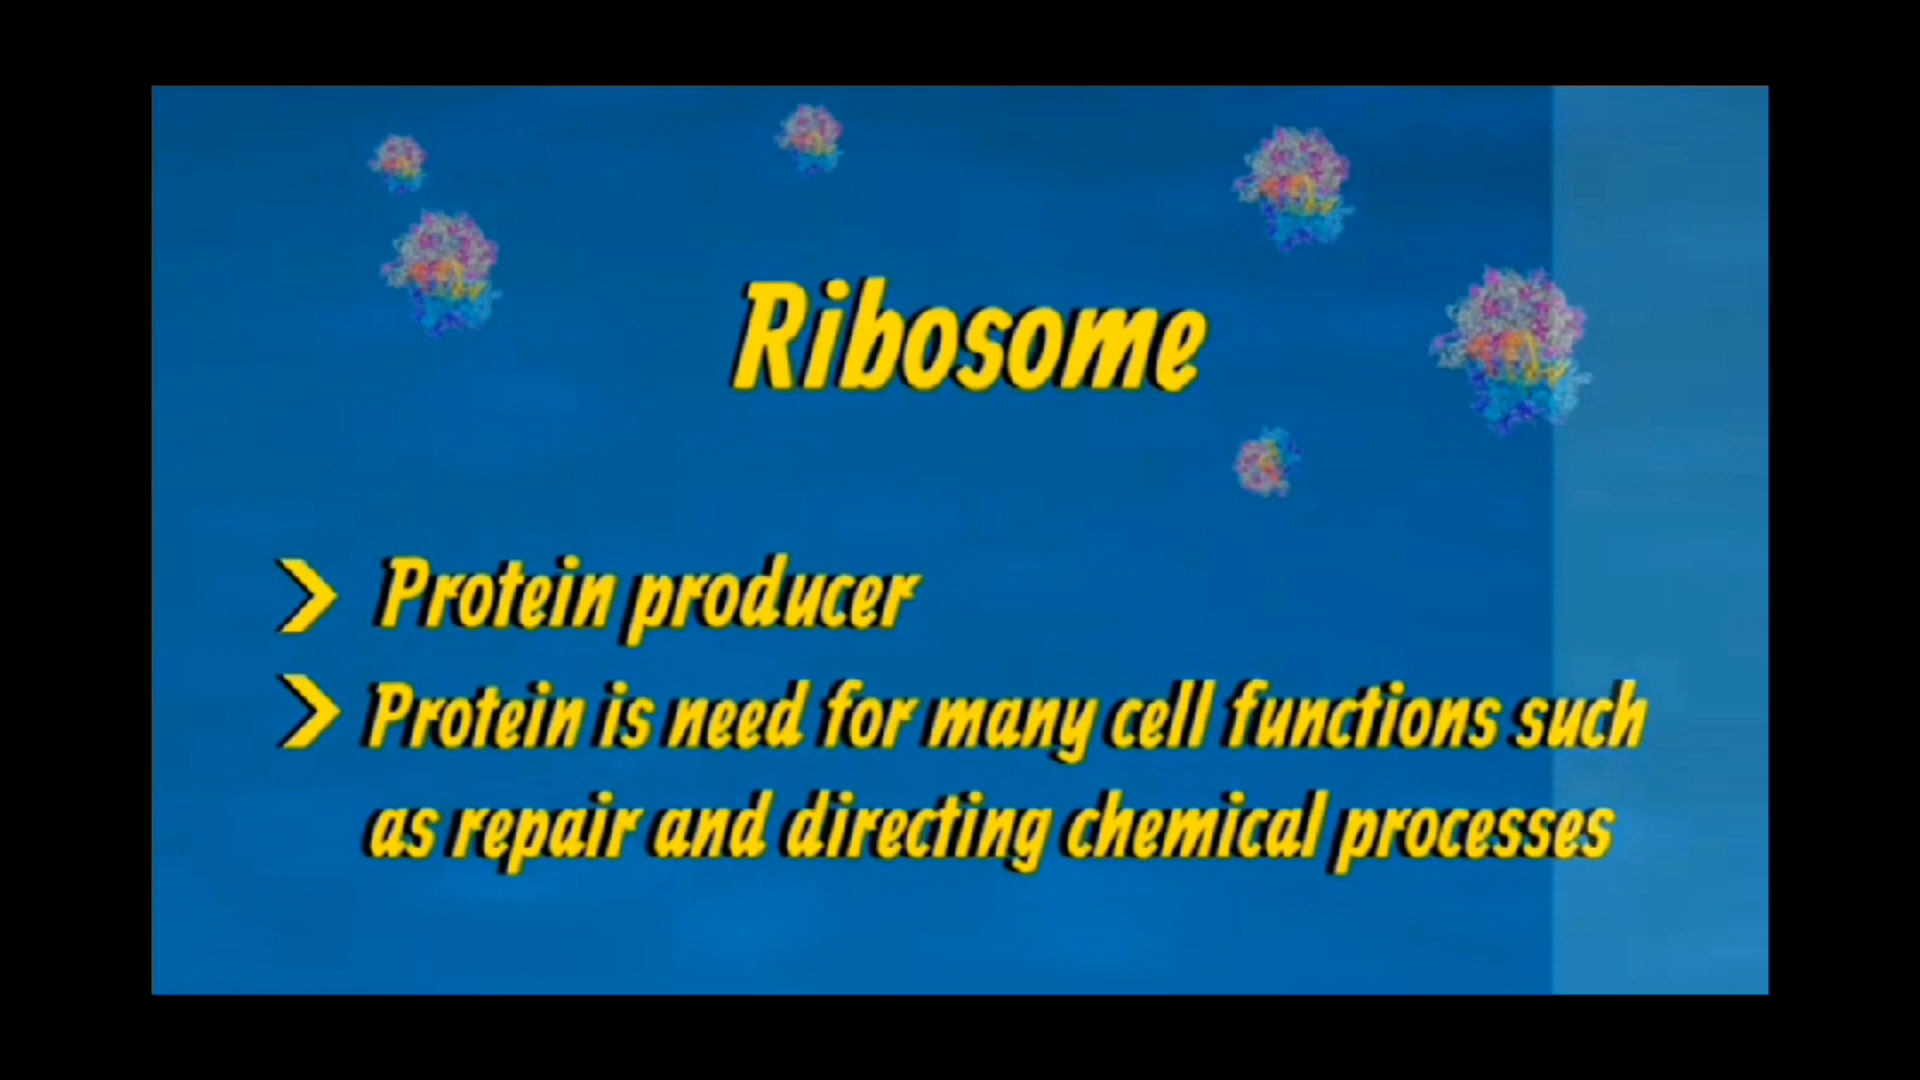 Ribosome
> Protein producer
> Protein is need for many cell functions such
as repair and directing chemical processes